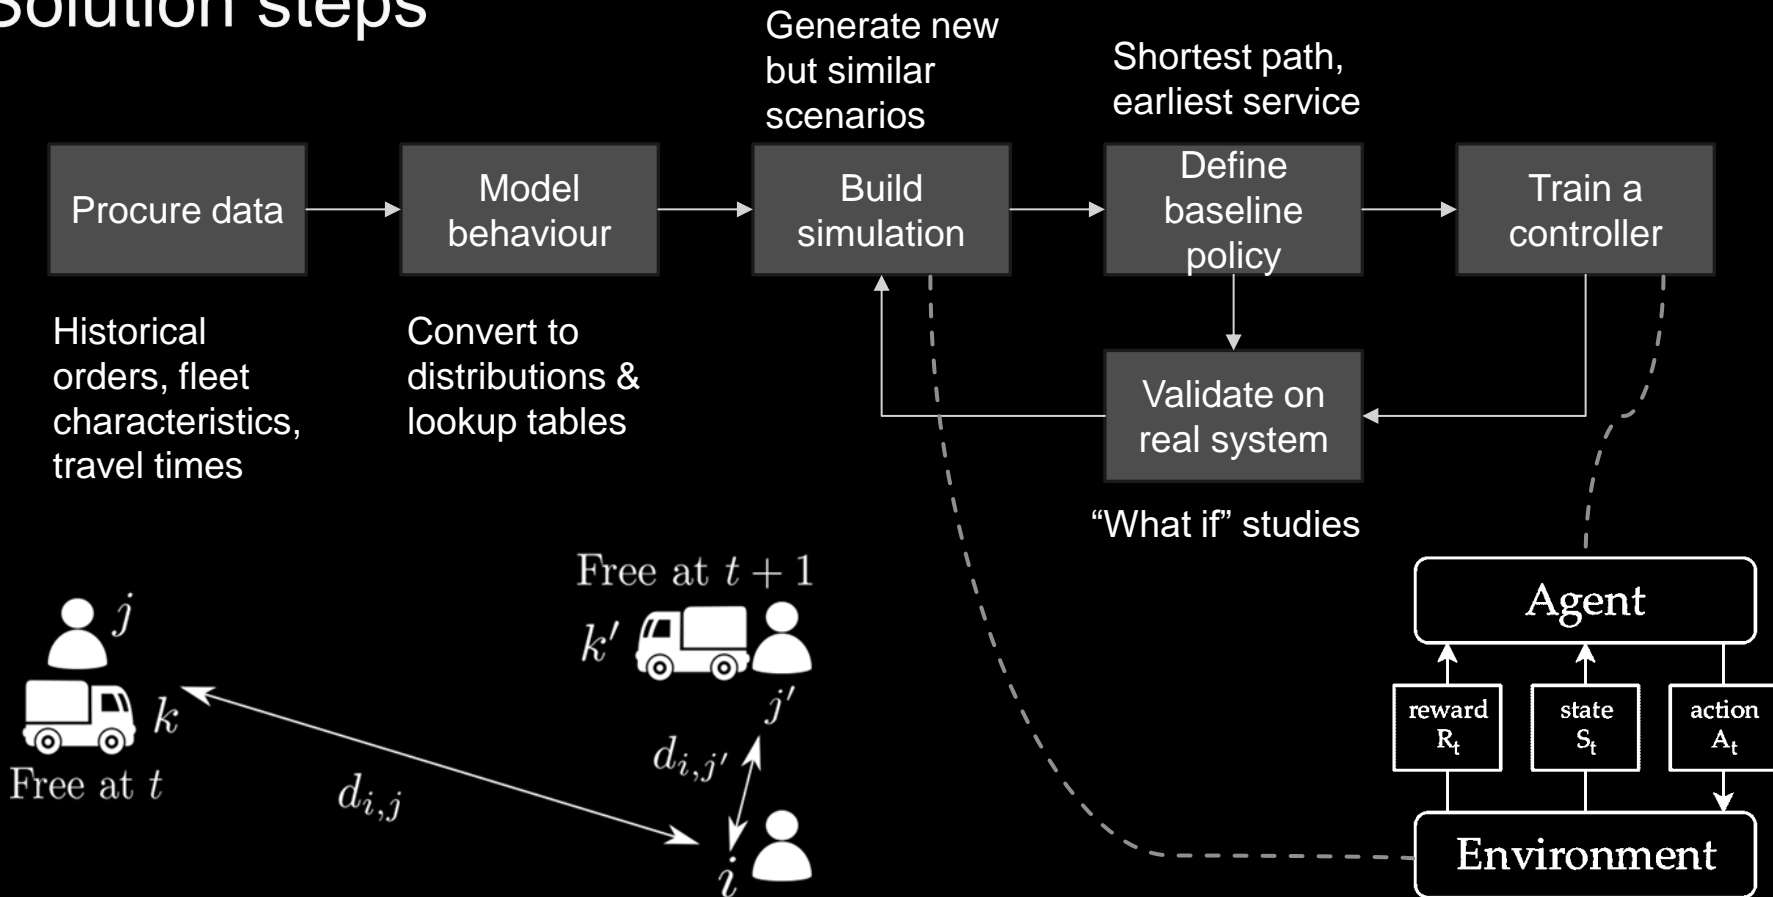 Solution steps
Generate new
but similar
scenarios
Shortest path,
earliest service
Procure data
Model
behaviour
Build
simulation
Define
baseline
policy
Train a
controller
Historical
orders, fleet
characteristics,
travel times
Convert to
distributions &
lookup tables
Validate on
real system
“What if” studies
j
k
Free at t
d_{i,j}
Free at t + 1
k′
j′
d_{i,j′}
i
Agent
reward
R_t
state
S_t
action
A_t
Environment